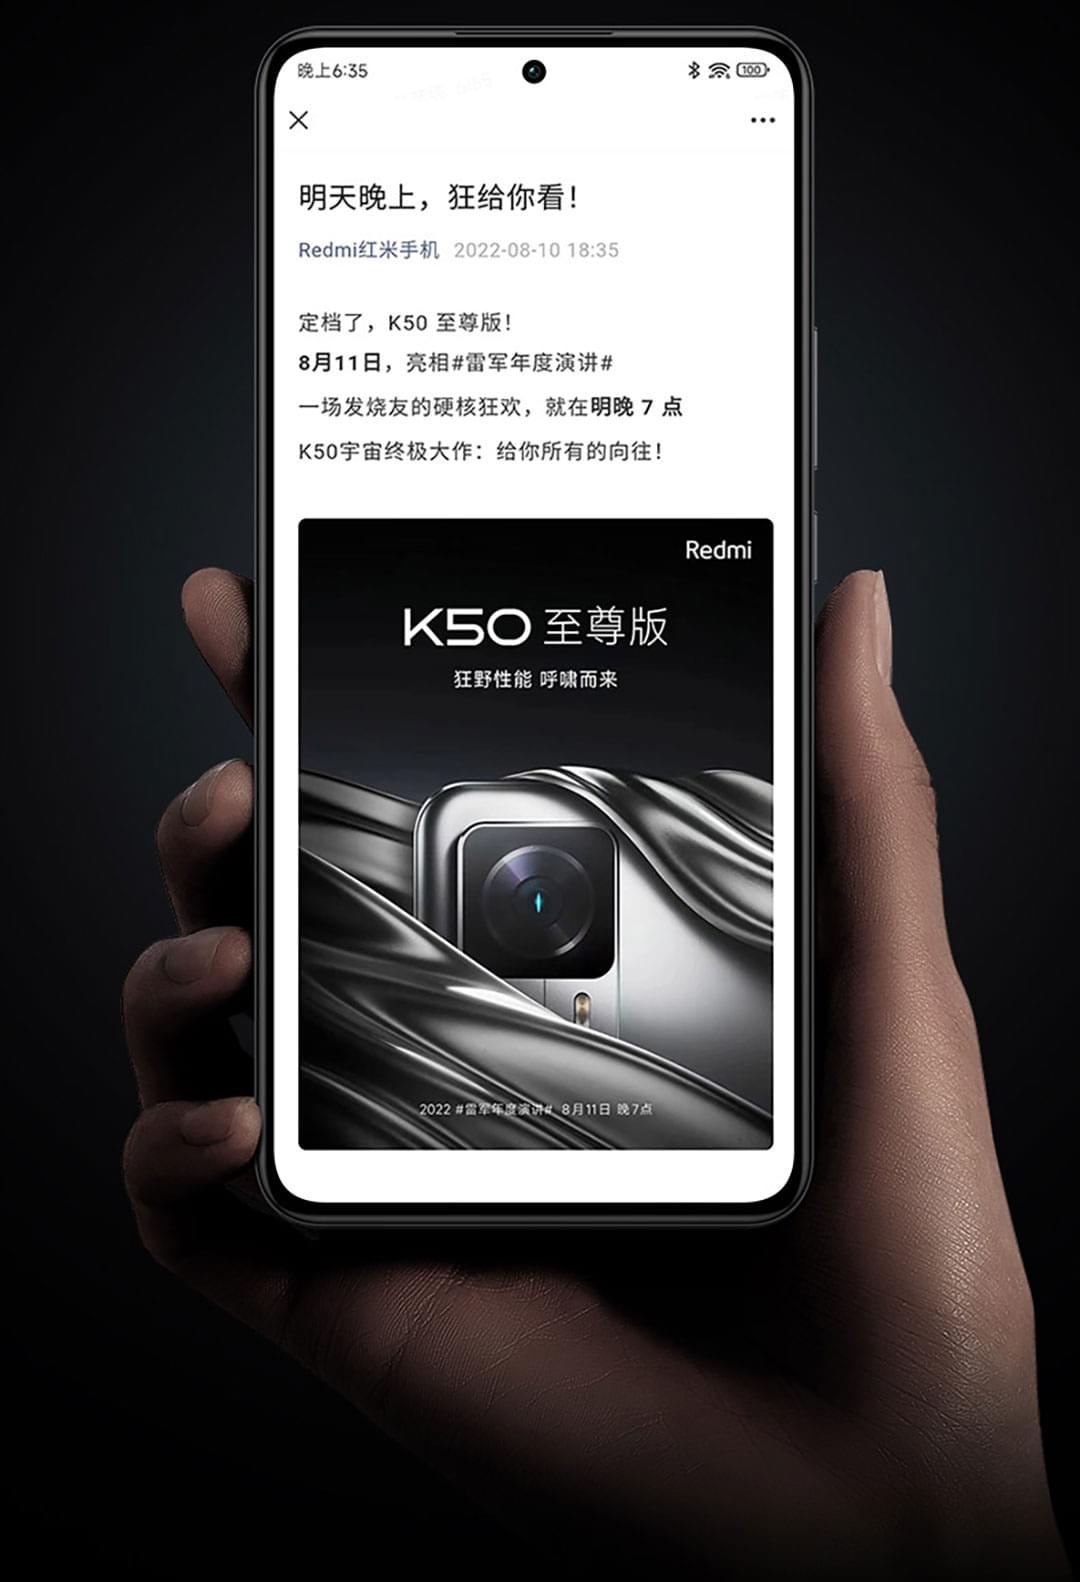 晚上6:35
100
明天晚上，狂给你看！
Redmi红米手机 2022-08-10 18:35
定档了，K50 至尊版！
8月11日，亮相#雷军年度演讲#
一场发烧友的硬核狂欢，就在明晚 7 点
K50宇宙终极大作：给你所有的向往！
Redmi
K50 至尊版
狂野性能 呼啸而来
2022 #雷军年度演讲# 8月11日 晚7点